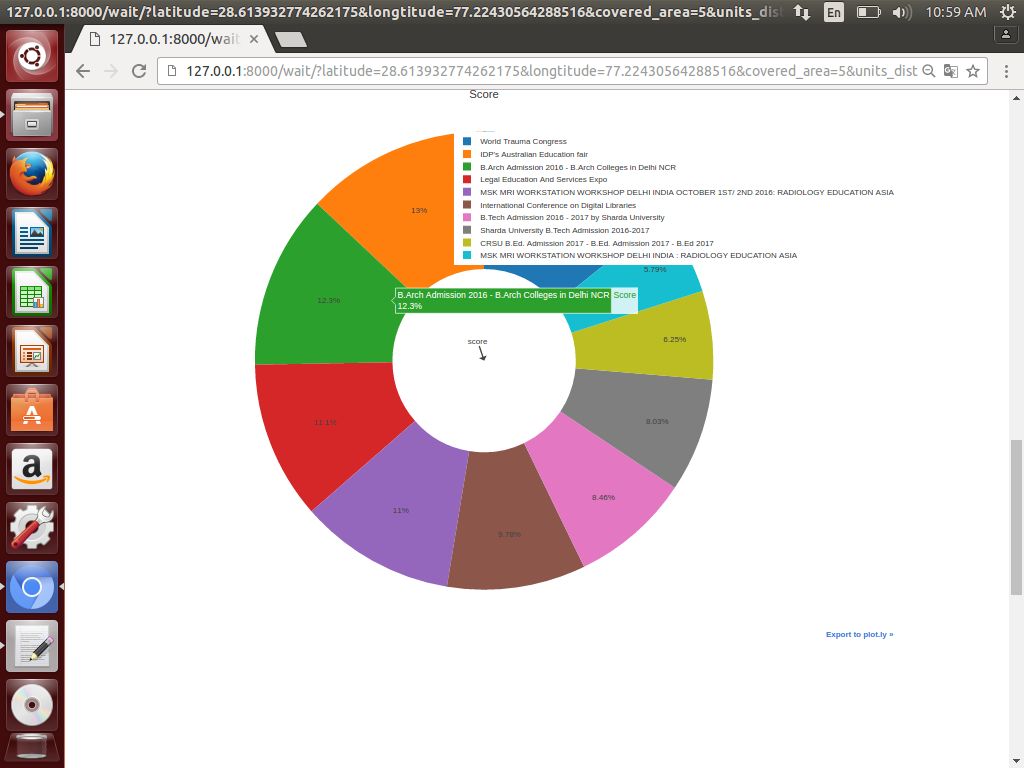 127.0.0.1:8000/wait/?latitude=28.613932774262175&longtitude=77.22430564288516&covered_area=5&units_dis
En
10:59 AM
127.0.0.1:8000/wait
127.0.0.1:8000/wait/?latitude=28.613932774262175&longtitude=77.22430564288516&covered_area=5&units_dist
Score
World Trauma Congress
IDP's Australian Education fair
B.Arch Admission 2016 - B.Arch Colleges in Delhi NCR
Legal Education And Services Expo
MSK MRI WORKSTATION WORKSHOP DELHI INDIA OCTOBER 1ST/ 2ND 2016: RADIOLOGY EDUCATION ASIA
International Conference on Digital Libraries
B.Tech Admission 2016 - 2017 by Sharda University
Sharda University B.Tech Admission 2016-2017
CRSU B.Ed. Admission 2017 - B.Ed. Admission 2017 - B.Ed 2017
MSK MRI WORKSTATION WORKSHOP DELHI INDIA : RADIOLOGY EDUCATION ASIA
13%
5.79%
12.3%
B.Arch Admission 2016 - B.Arch Colleges in Delhi NCR Score
12.3%
6.25%
score
11.1%
8.03%
8.46%
11%
9.78%
Export to plot.ly »